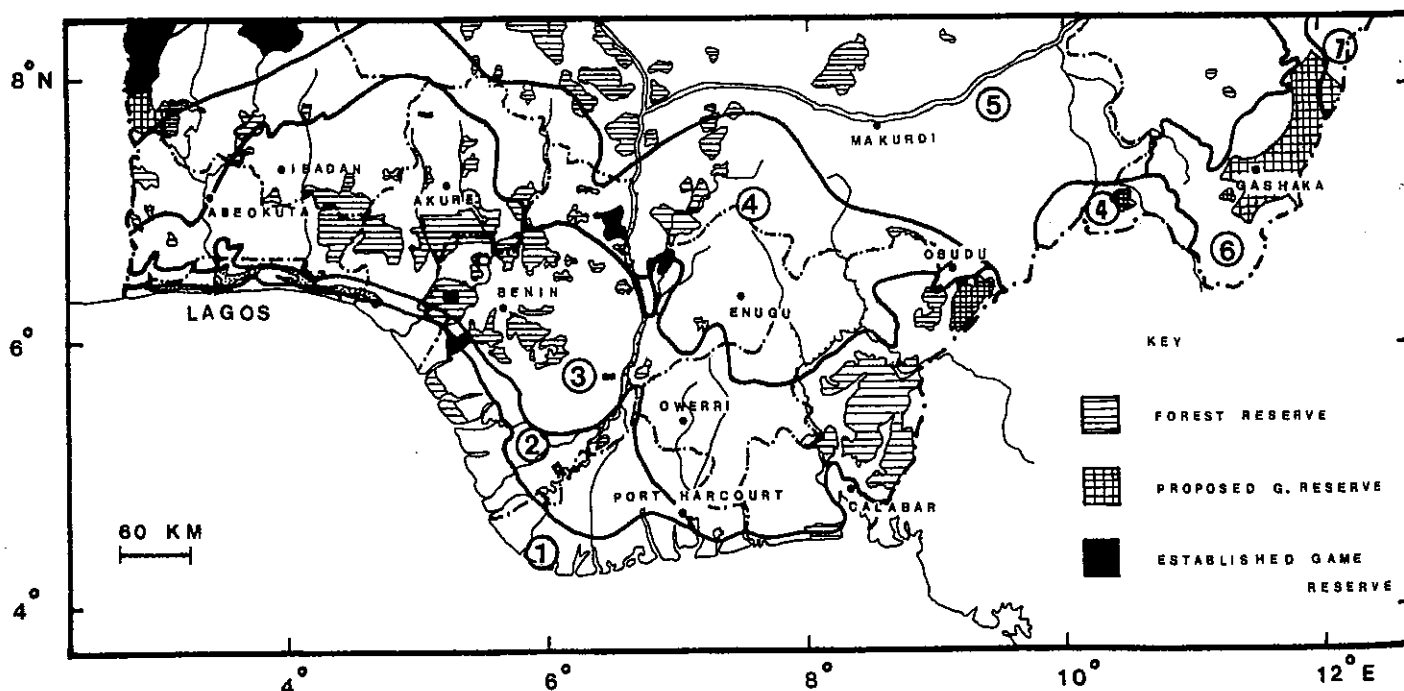 8°N
7
5
MAKURDI
IBADAN
GASHAKA
AKURE
ABEOKUTA
4
4
6
OBUDU
BENIN
LAGOS
ENUGU
6°
KEY
3
OWERRI
FOREST RESERVE
2
PORT HARCOURT
PROPOSED G. RESERVE
CALABAR
60 KM
1
ESTABLISHED GAME
RESERVE
4°
4°
6°
8°
10°
12°E